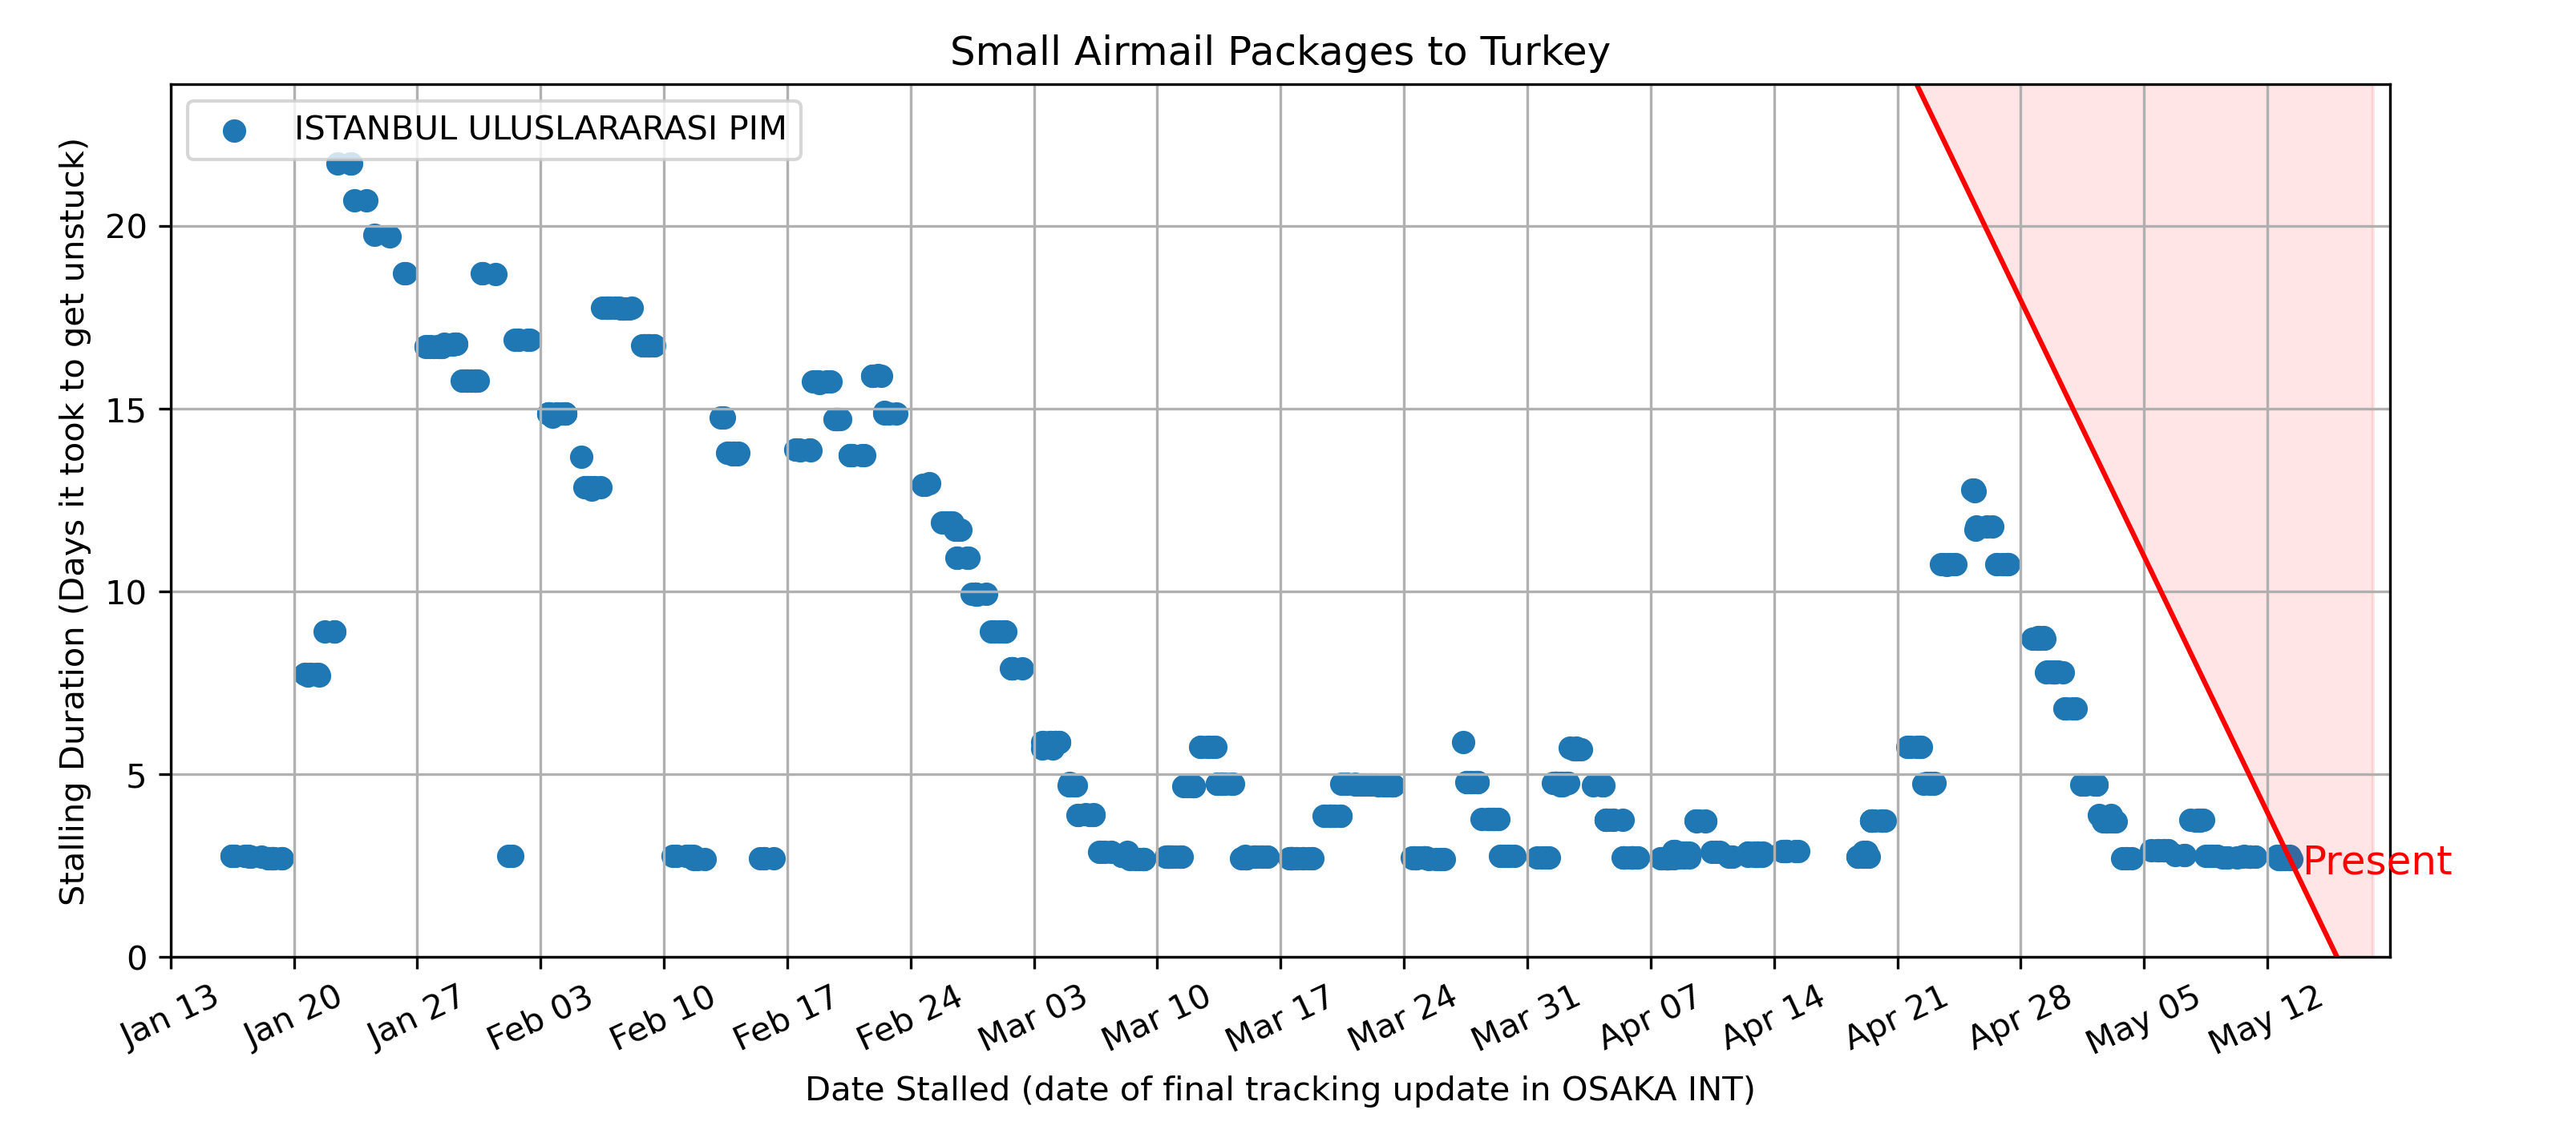 Small Airmail Packages to Turkey
ISTANBUL ULUSLARARASI PIM
Stalling Duration (Days it took to get unstuck)
20
15
10
5
0
Present
Jan 13
Jan 20
Jan 27
Feb 03
Feb 10
Feb 17
Feb 24
Mar 03
Mar 10
Mar 17
Mar 24
Mar 31
Apr 07
Apr 14
Apr 21
Apr 28
May 05
May 12
Date Stalled (date of final tracking update in OSAKA INT)